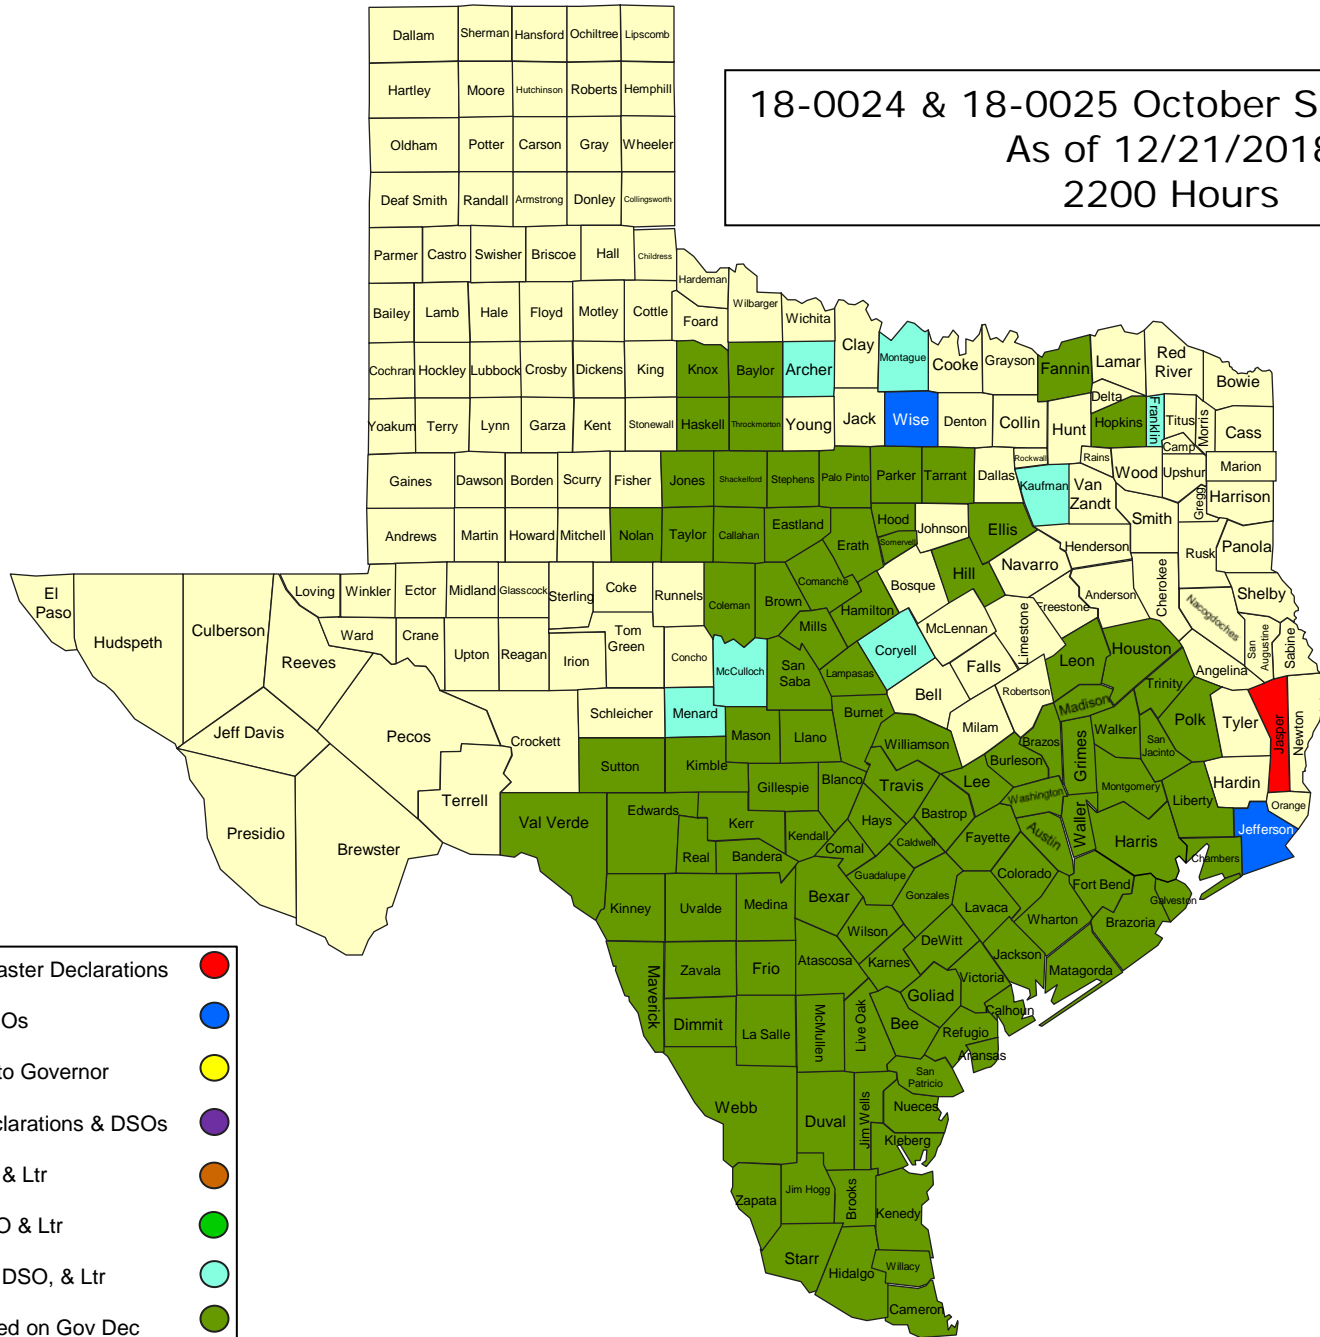 Dallam Sherman Hansford Ochiltree Lipscomb
Hartley Moore Hutchinson Roberts Hemphill
18-0024 & 18-0025 October S
As of 12/21/2018
2200 Hours
Oldham Potter Carson Gray Wheeler
Deaf Smith Randall Armstrong Donley Collingsworth
Parmer Castro Swisher Briscoe Hall Childress
Hardeman
Wilbarger
Bailey Lamb Hale Floyd Motley Cottle Foard Wichita
Clay Montague Cooke Grayson Fannin Lamar Red
River
Bowie
Cochran Hockley Lubbock Crosby Dickens King Knox Baylor Archer
Delta
Yoakum Terry Lynn Garza Kent Stonewall Haskell Throckmorton Young Jack Wise Denton Collin Hunt Hopkins Franklin Titus Morris Cass
Camp
Rockwall Rains
Gaines Dawson Borden Scurry Fisher Jones Shackelford Stephens Palo Pinto Parker Tarrant Dallas Kaufman Van
Zandt
Wood Upshur Marion
Gregg Harrison
Andrews Martin Howard Mitchell Nolan Taylor Callahan Eastland Erath Hood Somervell Johnson Ellis Henderson Smith Rusk Panola
El
Paso
Hudspeth Culberson Reeves Loving Winkler Ector Midland Glasscock Sterling Coke Runnels Coleman Brown Comanche Hamilton Bosque Hill Navarro Freestone Anderson Cherokee Nacogdoches Shelby
Ward Crane Upton Reagan Irion Tom
Green
Concho McCulloch San
Saba
Mills Lampasas Coryell McLennan Limestone Falls Leon Houston Angelina San
Augustine
Sabine
Jeff Davis Pecos Crockett Schleicher Menard Mason Llano Burnet Bell Milam Robertson Madison Trinity Polk Tyler Jasper Newton
Williamson Brazos Grimes Walker San
Jacinto
Presidio Brewster Terrell Sutton Kimble Gillespie Blanco Travis Lee Burleson Washington Montgomery Liberty Hardin Orange
Val Verde Edwards Kerr Kendall Hays Bastrop Fayette Austin Waller Harris Jefferson
Real Bandera Comal Caldwell Chambers
Kinney Uvalde Medina Bexar Guadalupe Gonzales Lavaca Colorado Fort Bend Galveston
Wilson Wharton Brazoria
Maverick Zavala Frio Atascosa Karnes DeWitt Jackson Matagorda
Goliad Victoria
Dimmit La Salle McMullen Live Oak Bee Refugio Calhoun
Aransas
San
Patricio
Webb Duval Jim Wells Nueces
Kleberg
Zapata Jim Hogg Brooks Kenedy
Starr Hidalgo Willacy
Cameron
aster Declarations
Os
to Governor
clarations & DSOs
& Ltr
O & Ltr
DSO, & Ltr
ed on Gov Dec